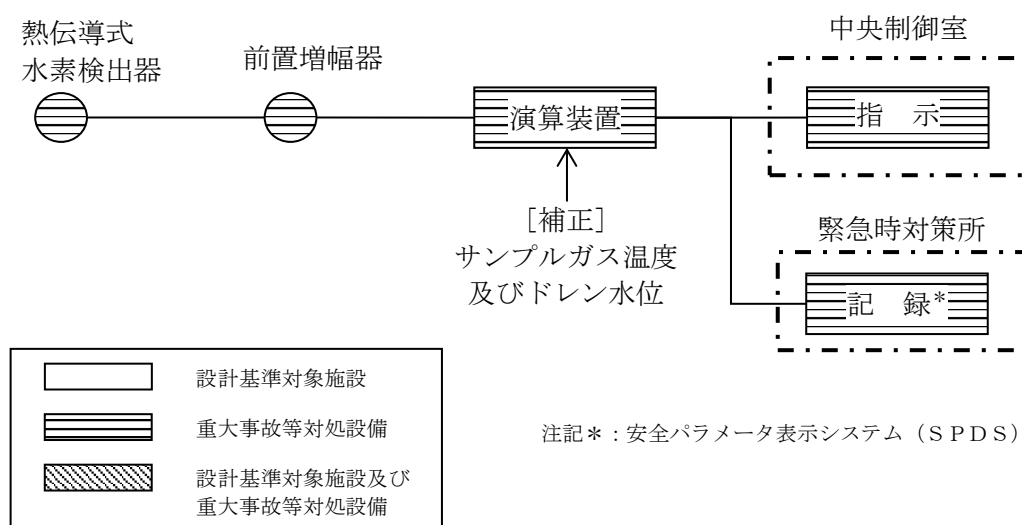 熱伝導式
水素検出器
前置増幅器
演算装置
中央制御室
指 示
[補正]
サンプルガス温度
及びドレン水位
緊急時対策所
記 録*
設計基準対象施設
重大事故等対処設備
設計基準対象施設及び
重大事故等対処設備
注記*:安全パラメータ表示システム(SPDS)